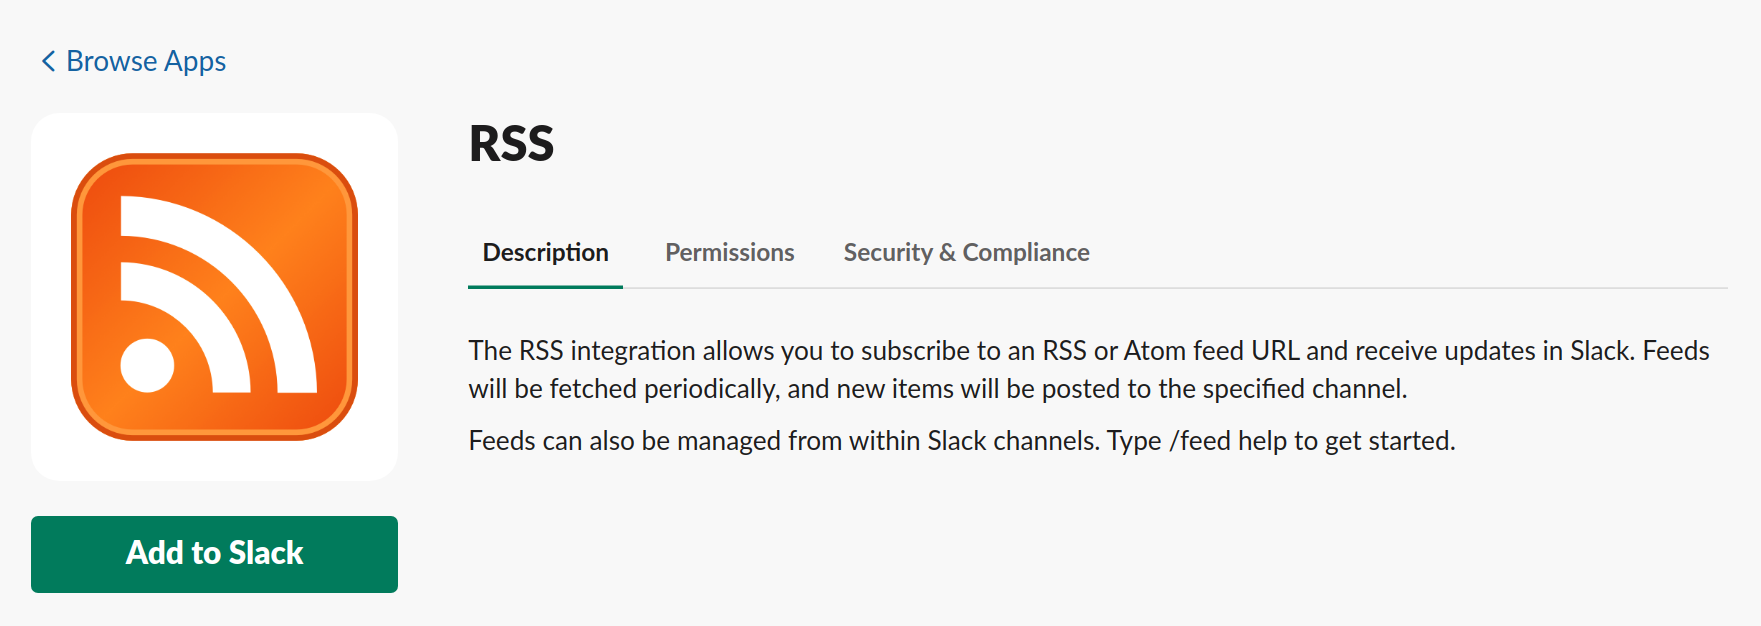 Browse Apps
RSS
Description Permissions Security & Compliance
The RSS integration allows you to subscribe to an RSS or Atom feed URL and receive updates in Slack. Feeds
will be fetched periodically, and new items will be posted to the specified channel.
Feeds can also be managed from within Slack channels. Type /feed help to get started.
Add to Slack